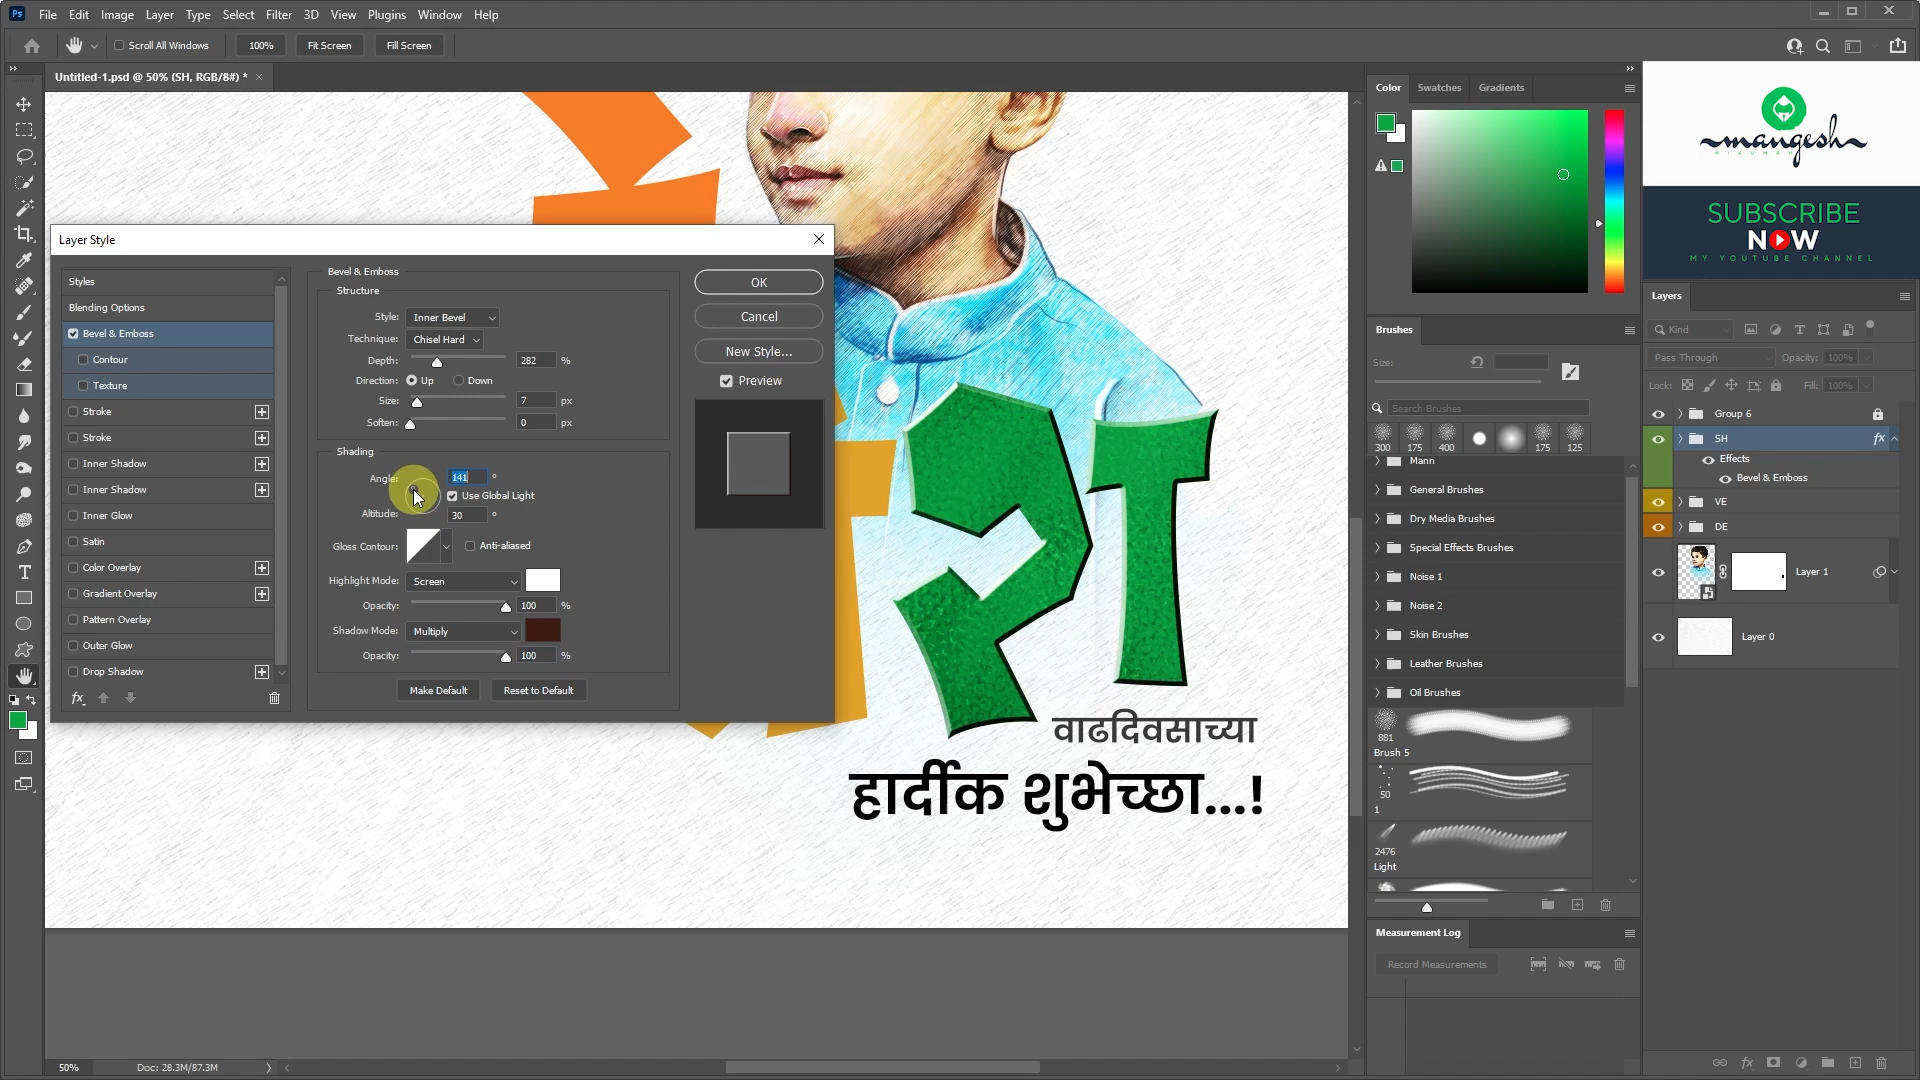 Ps File Edit Image Layer Type Select Filter 3D View Plugins Window Help
Scroll All Windows 100% Fit Screen Fill Screen
Untitled-1.psd @ 50% (SH, RGB/8#) *
Layer Style
Styles
Blending Options
Bevel & Emboss
Contour
Texture
Stroke
Stroke
Inner Shadow
Inner Shadow
Inner Glow
Satin
Color Overlay
Gradient Overlay
Pattern Overlay
Outer Glow
Drop Shadow
fx
Bevel & Emboss
Structure
Style: Inner Bevel
Technique: Chisel Hard
Depth: 282 %
Direction: Up Down
Size: 7 px
Soften: 0 px
Shading
Angle: 141 °
Use Global Light
Altitude: 30 °
Gloss Contour: Anti-aliased
Highlight Mode: Screen
Opacity: 100 %
Shadow Mode: Multiply
Opacity: 100 %
Make Default Reset to Default
OK
Cancel
New Style...
Preview
वाढदिवसाच्या
हार्दीक शुभेच्छा...!
50% Doc: 28.3M/87.3M
Color Swatches Gradients
Brushes
Size:
Search Brushes
300 175 400 175 125
Mann
General Brushes
Dry Media Brushes
Special Effects Brushes
Noise 1
Noise 2
Skin Brushes
Leather Brushes
Oil Brushes
881
Brush 5
50
1
2476
Light
Measurement Log
Record Measurements
mangesh
SUBSCRIBE
NOW
MY YOUTUBE CHANNEL
Layers
Kind
Pass Through Opacity: 100%
Lock: Fill: 100%
Group 6
SH fx
Effects
Bevel & Emboss
VE
DE
Layer 1
Layer 0
fx